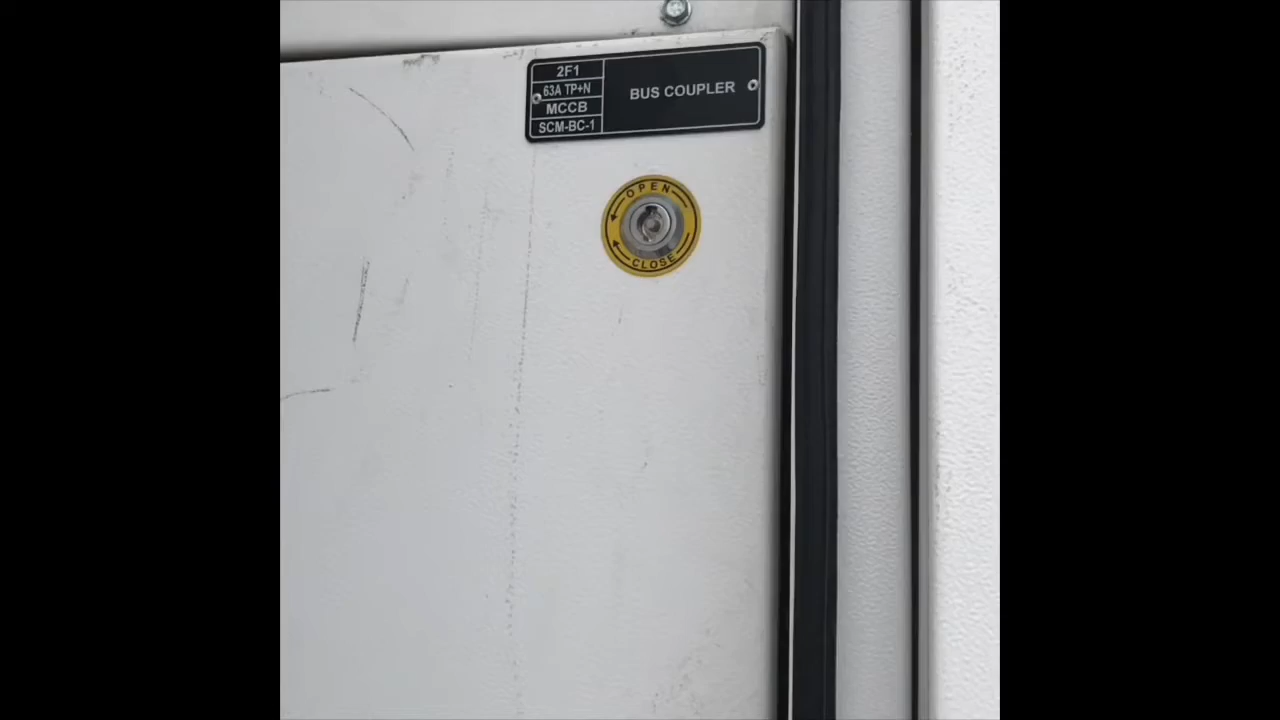 2F1
63A TP+N
MCCB
SCM-BC-1
BUS COUPLER
OPEN
CLOSE